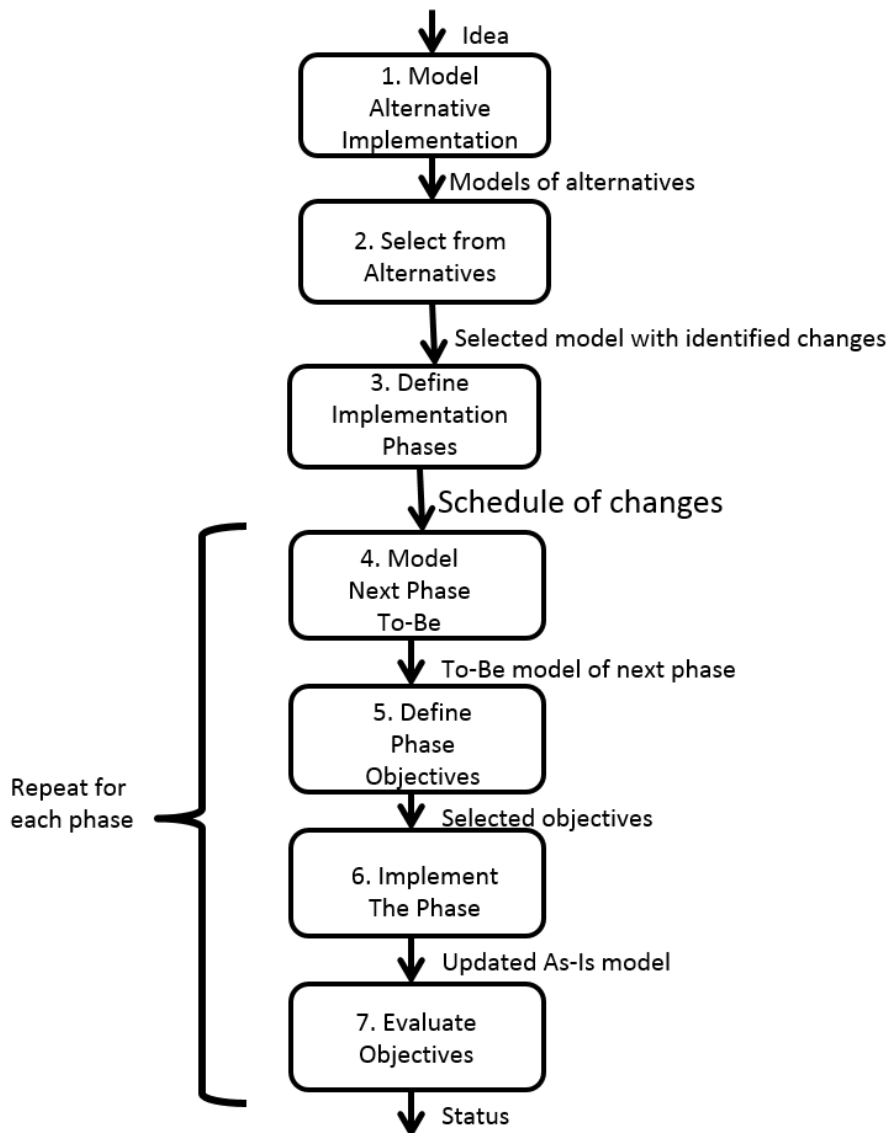 Idea
1. Model
Alternative
Implementation
Models of alternatives
2. Select from
Alternatives
Selected model with identified changes
3. Define
Implementation
Phases
Schedule of changes
4. Model
Next Phase
To-Be
To-Be model of next phase
5. Define
Phase
Objectives
Repeat for
each phase
Selected objectives
6. Implement
The Phase
Updated As-Is model
7. Evaluate
Objectives
Status